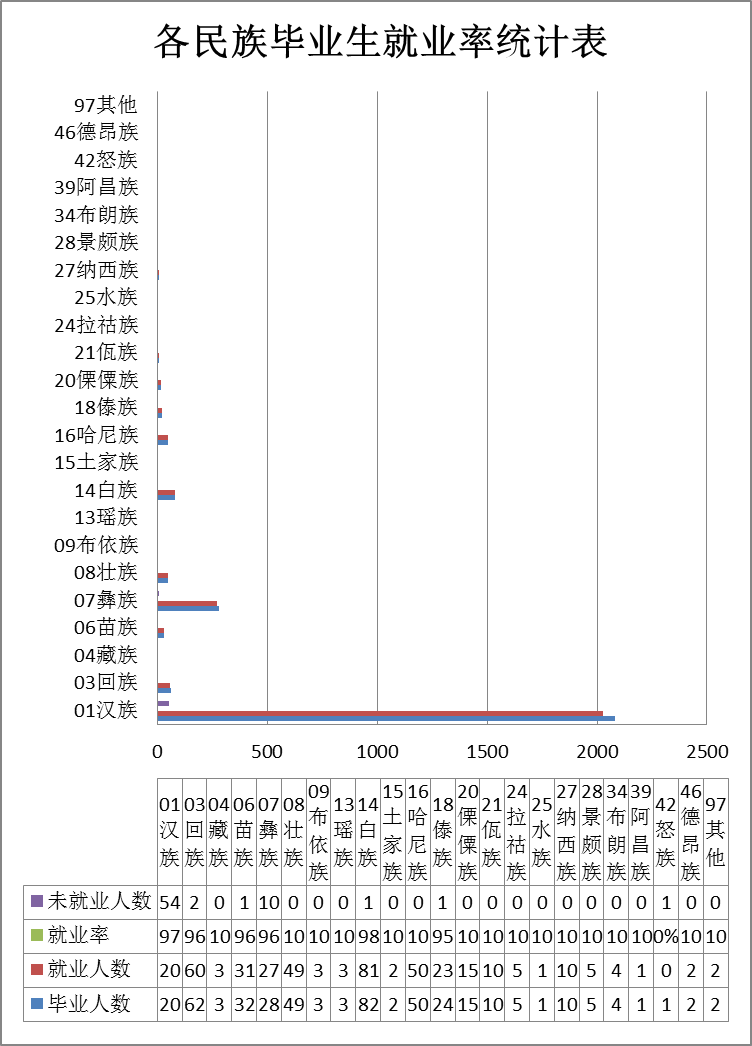 各民族毕业生就业率统计表
97其他
46德昂族
42怒族
39阿昌族
34布朗族
28景颇族
27纳西族
25水族
24拉祜族
21佤族
20傈僳族
18傣族
16哈尼族
15土家族
14白族
13瑶族
09布依族
08壮族
07彝族
06苗族
04藏族
03回族
01汉族
0 500 1000 1500 2000 2500
01汉族 03回族 04藏族 06苗族 07彝族 08壮族 09布依族 13瑶族 14白族 15土家族 16哈尼族 18傣族 20傈僳族 21佤族 24拉祜族 25水族 27纳西族 28景颇族 34布朗族 39阿昌族 42怒族 46德昂族 97其他
未就业人数 54 2 0 1 10 0 0 0 1 0 0 1 0 0 0 0 0 0 0 0 1 0 0
就业率 97 96 10 96 96 10 10 10 98 10 10 95 10 10 10 10 10 10 10 100 0% 10 10
就业人数 20 60 3 31 27 49 3 3 81 2 50 23 15 10 5 1 10 5 4 1 0 2 2
毕业人数 20 62 3 32 28 49 3 3 82 2 50 24 15 10 5 1 10 5 4 1 1 2 2